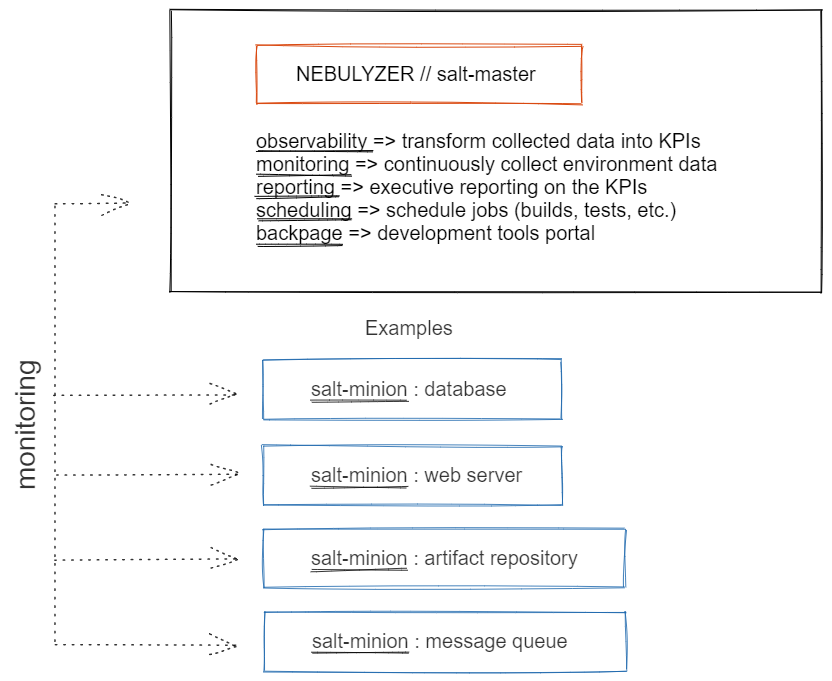 NEBULYZER // salt-master
observability => transform collected data into KPIs
monitoring => continuously collect environment data
reporting => executive reporting on the KPIs
scheduling => schedule jobs (builds, tests, etc.)
backpage => development tools portal
Examples
monitoring
salt-minion : database
salt-minion : web server
salt-minion : artifact repository
salt-minion : message queue